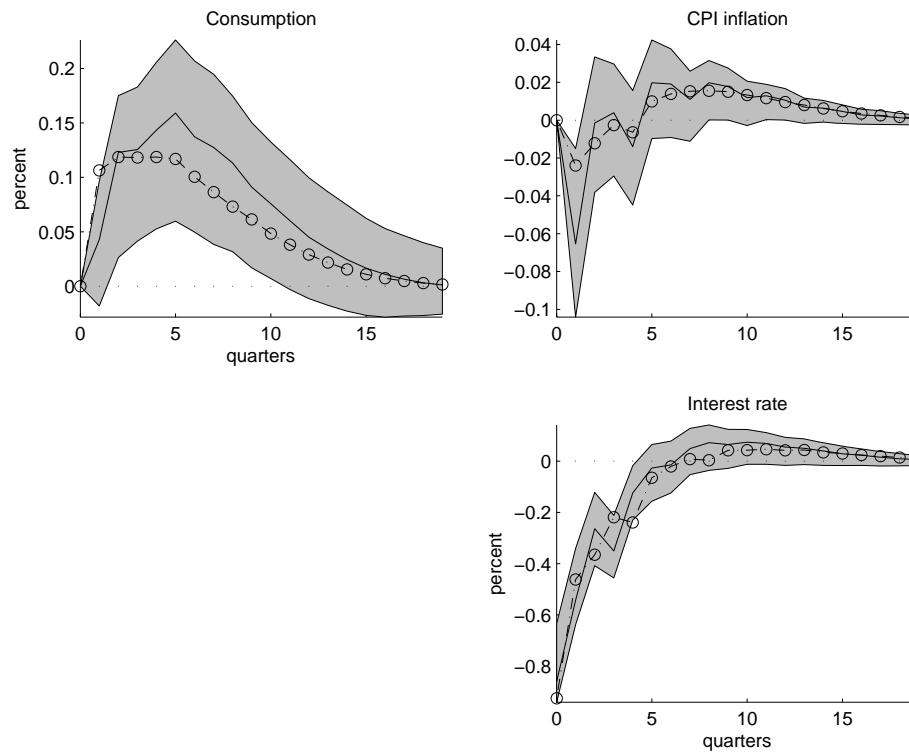 Consumption
0.2
0.15
0.1
0.05
0
percent
0 5 10 15
quarters
CPI inflation
0.04
0.02
0
−0.02
−0.04
−0.06
−0.08
−0.1
0 5 10 15
Interest rate
0
−0.2
−0.4
−0.6
−0.8
percent
0 5 10 15
quarters